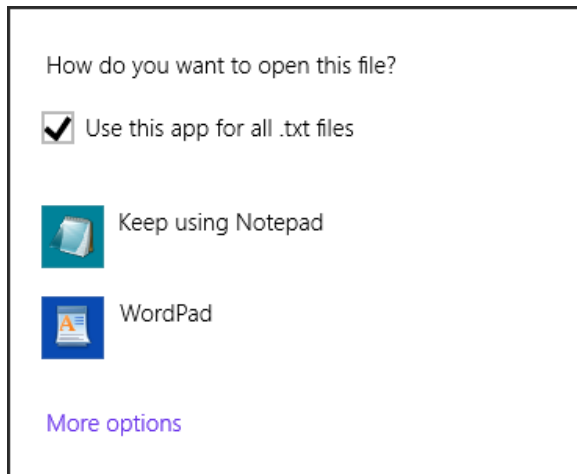 How do you want to open this file?
Use this app for all .txt files
Keep using Notepad
WordPad
More options